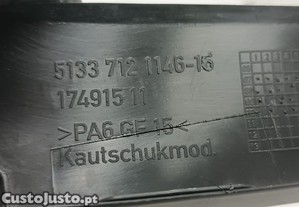 5133 712 1146-15
174915 11
>PA6 GF 15<
Kautschukmod.
CustoJusto.pt